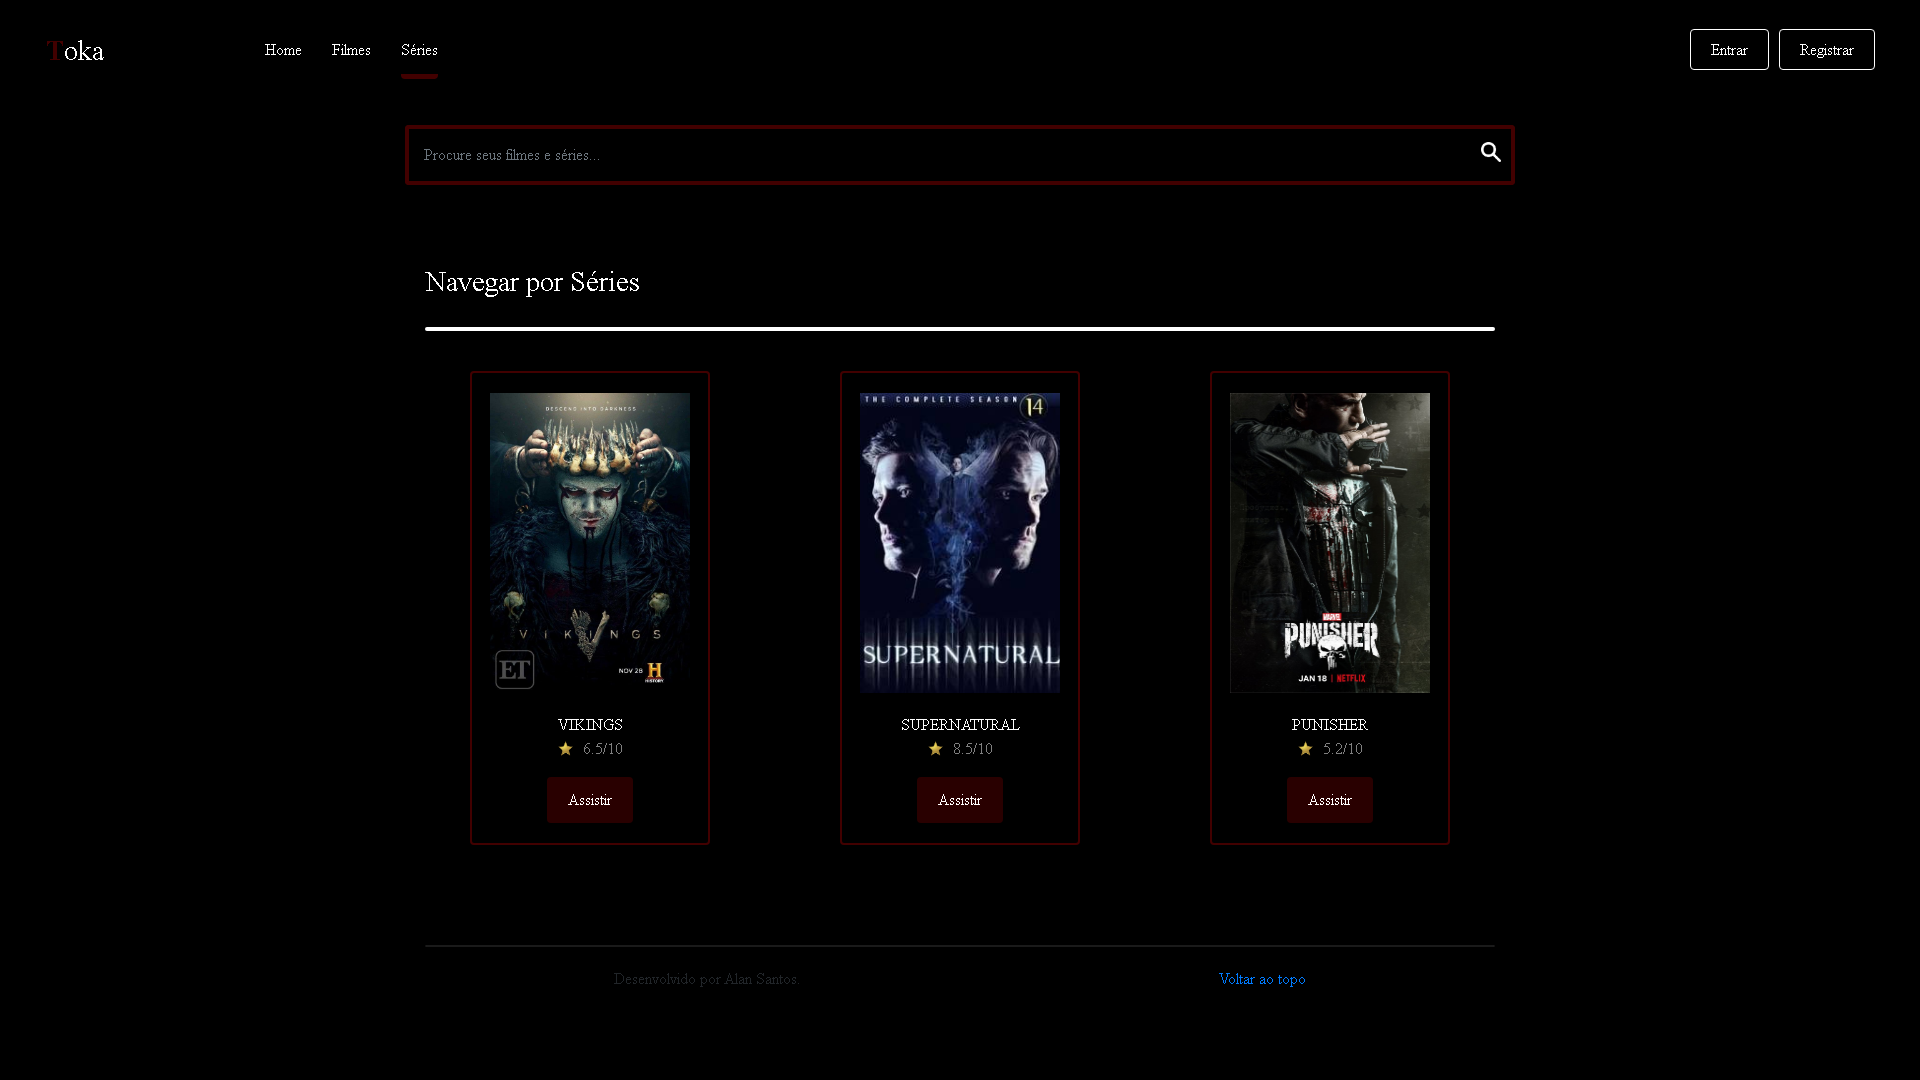 Toka
Home
Filmes
Séries
Entrar
Registrar
Procure seus filmes e séries...
Navegar por Séries
DESCEND INTO DARKNESS
VIKINGS
ET
NOV 28
H
HISTORY
THE COMPLETE SEASON 14
SUPERNATURAL
MARVEL
THE
PUNISHER
JAN 18 | NETFLIX
VIKINGS
6.5/10
Assistir
SUPERNATURAL
8.5/10
Assistir
PUNISHER
5.2/10
Assistir
Desenvolvido por Alan Santos.
Voltar ao topo